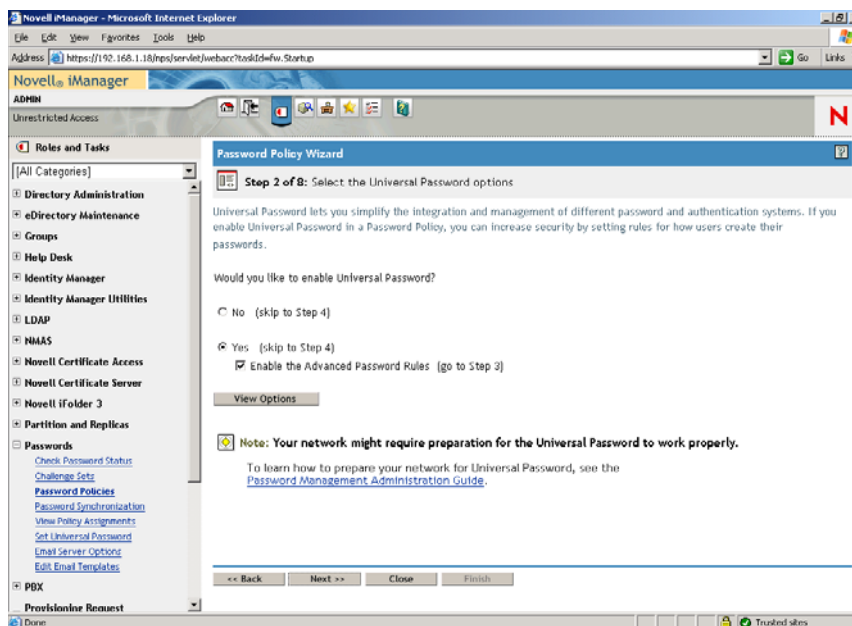 Novell iManager - Microsoft Internet Explorer
File Edit View Favorites Tools Help
Address https://192.168.1.18/nps/servlet/webacc?taskId=fw.Startup Go Links
Novell® iManager
ADMIN
Unrestricted Access
N
Roles and Tasks
[All Categories]
Directory Administration
eDirectory Maintenance
Groups
Help Desk
Identity Manager
Identity Manager Utilities
LDAP
NMAS
Novell Certificate Access
Novell Certificate Server
Novell iFolder 3
Partition and Replicas
Passwords
Check Password Status
Challenge Sets
Password Policies
Password Synchronization
View Policy Assignments
Set Universal Password
Email Server Options
Edit Email Templates
PBX
Provisioning Request
Password Policy Wizard
?
Step 2 of 8: Select the Universal Password options
Universal Password lets you simplify the integration and management of different password and authentication systems. If you
enable Universal Password in a Password Policy, you can increase security by setting rules for how users create their
passwords.
Would you like to enable Universal Password?
No (skip to Step 4)
Yes (skip to Step 4)
Enable the Advanced Password Rules (go to Step 3)
View Options
Note: Your network might require preparation for the Universal Password to work properly.
To learn how to prepare your network for Universal Password, see the
Password Management Administration Guide.
<< Back Next >> Close Finish
Done Trusted sites